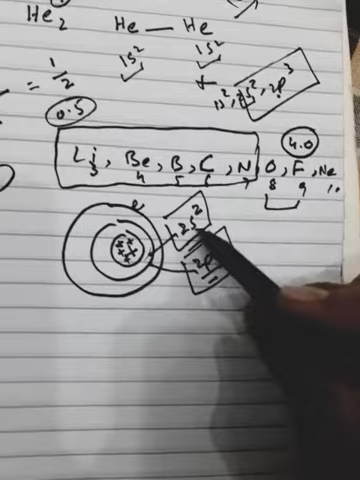 He₂ He — He
1s² 1s²
= 1/2
1s², 2s², 2p³
0.5
4.0
Li, Be, B, C, N, O, F, Ne
3 4 5 6 7 8 9 10
e
2s²
2p